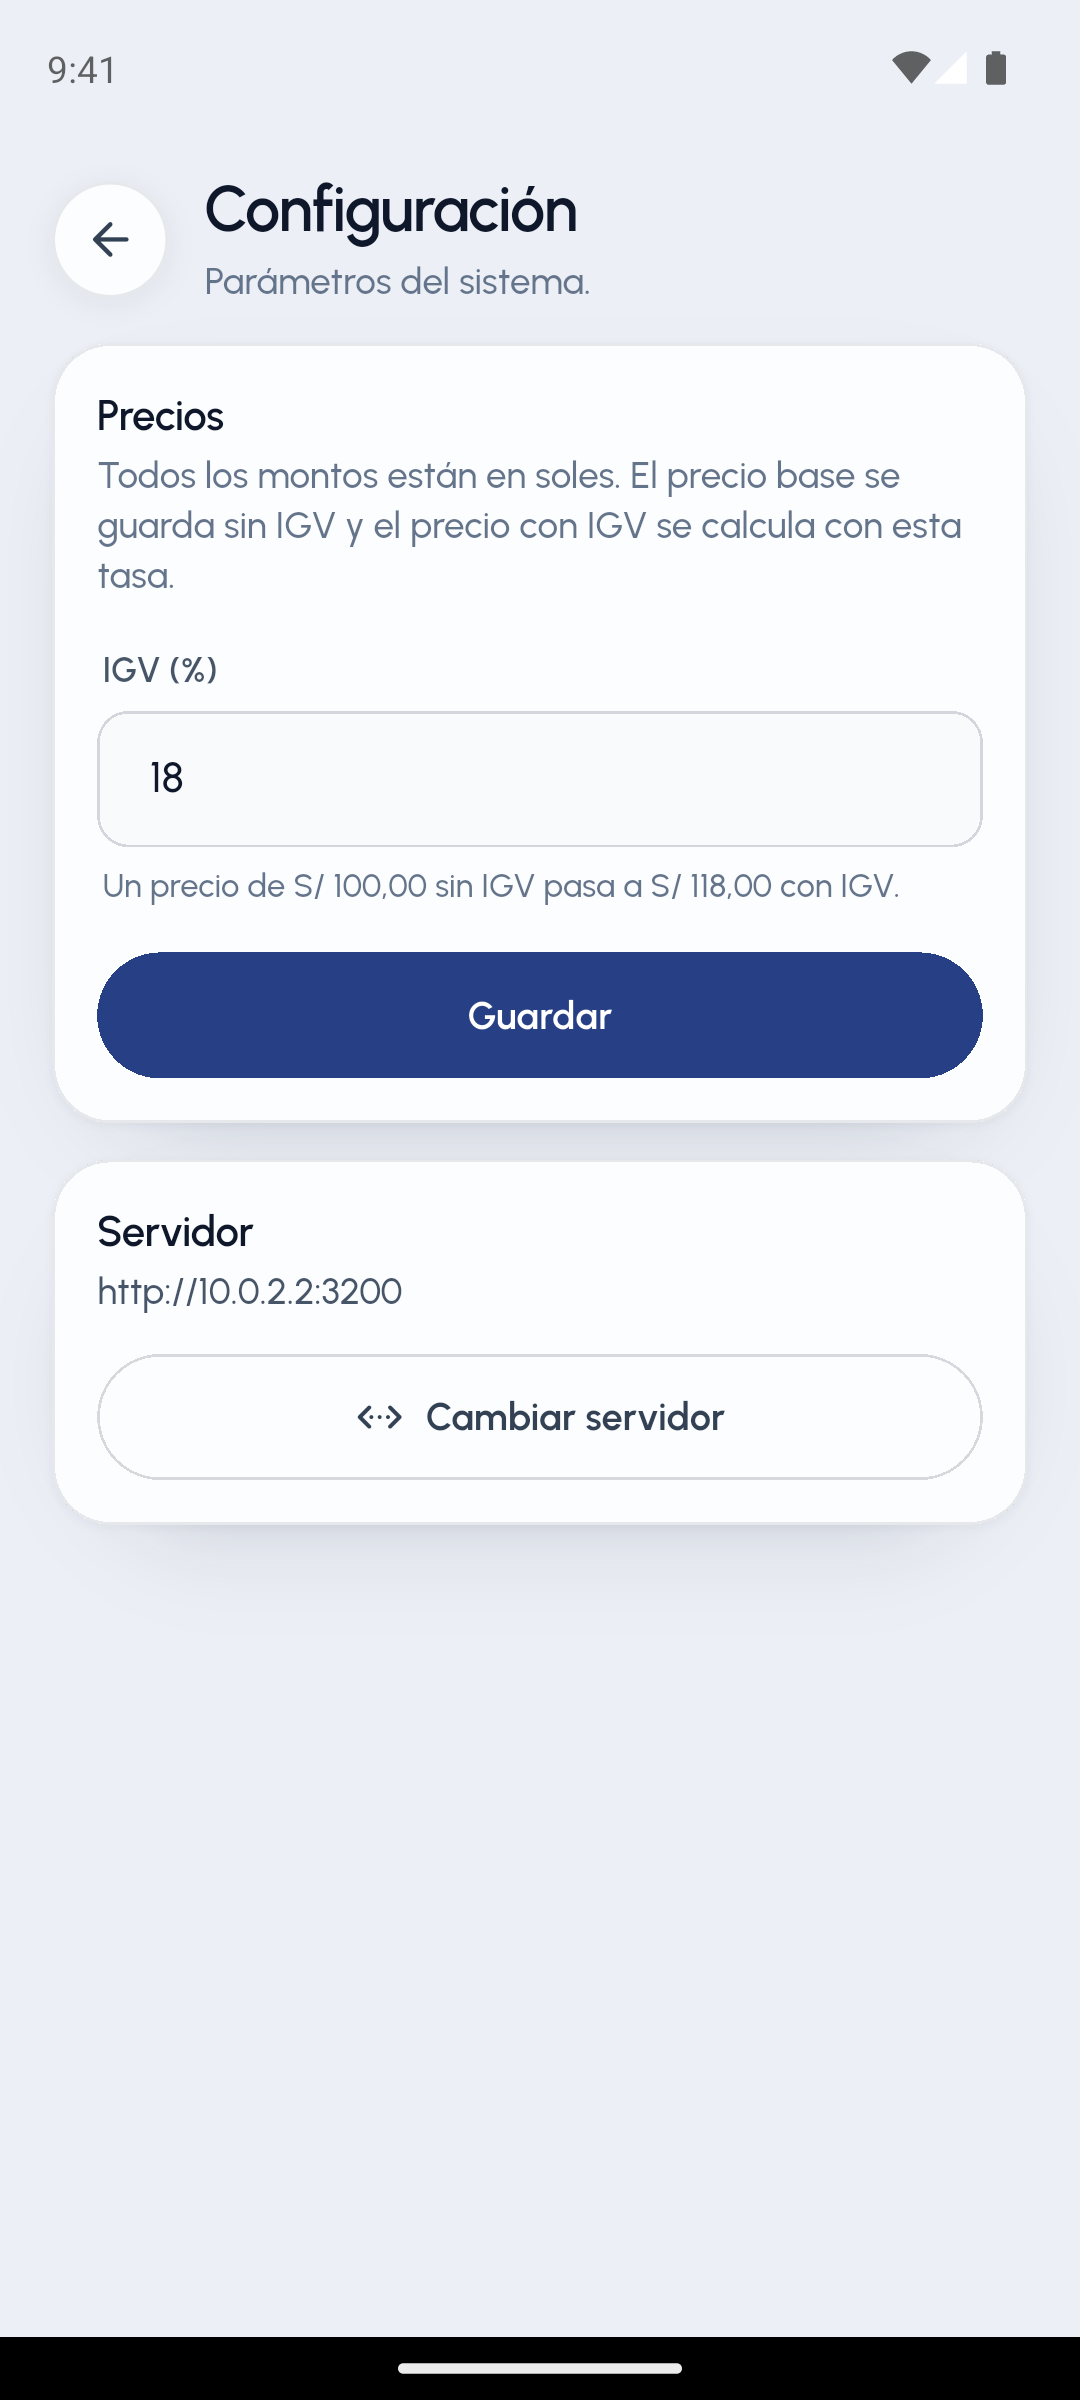 9:41
Configuración
Parámetros del sistema.
Precios
Todos los montos están en soles. El precio base se
guarda sin IGV y el precio con IGV se calcula con esta
tasa.
IGV (%)
18
Un precio de S/ 100,00 sin IGV pasa a S/ 118,00 con IGV.
Guardar
Servidor
http://10.0.2.2:3200
Cambiar servidor